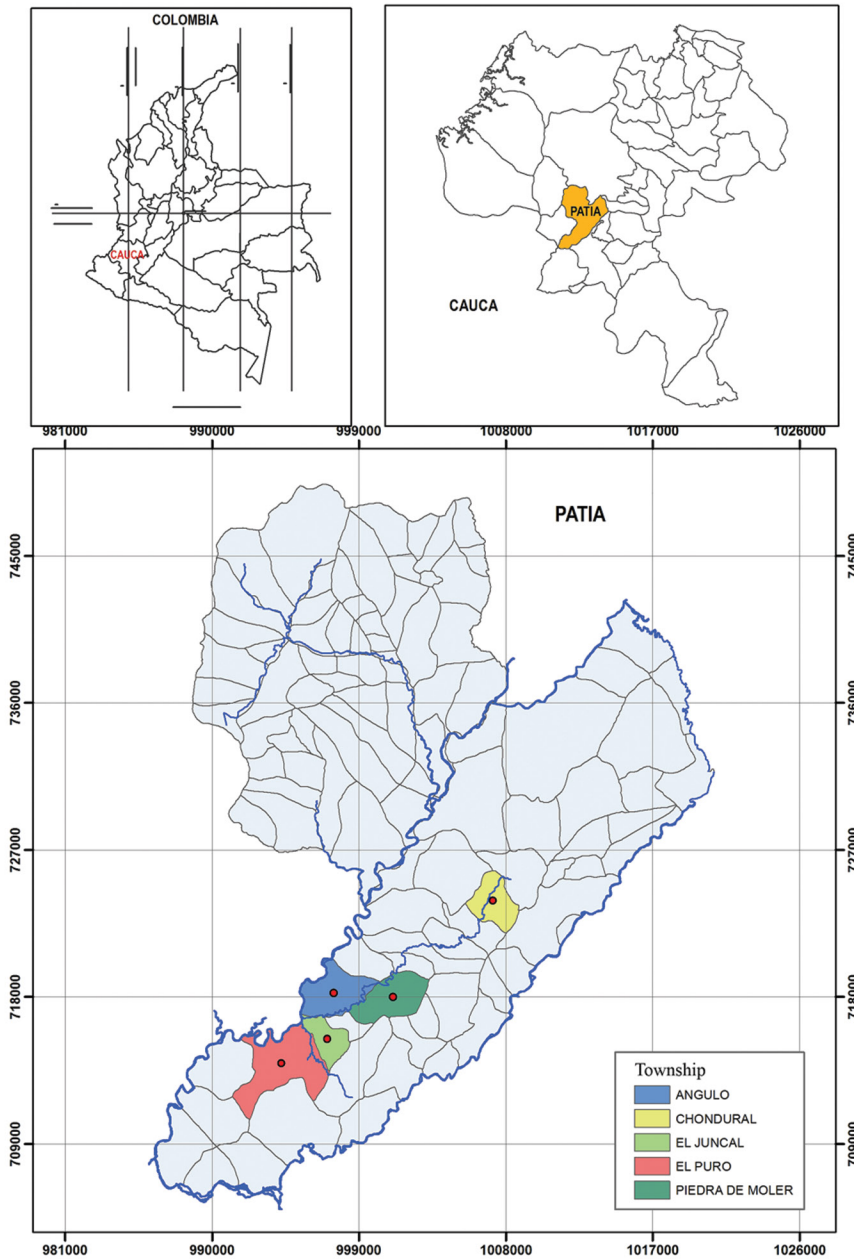 COLOMBIA
CAUCA
PATIA
CAUCA
981000 990000 999000 1008000 1017000 1026000
PATIA
745000 745000
736000 736000
727000 727000
718000 718000
709000 709000
Township
ANGULO
CHONDURAL
EL JUNCAL
EL PURO
PIEDRA DE MOLER
981000 990000 999000 1008000 1017000 1026000